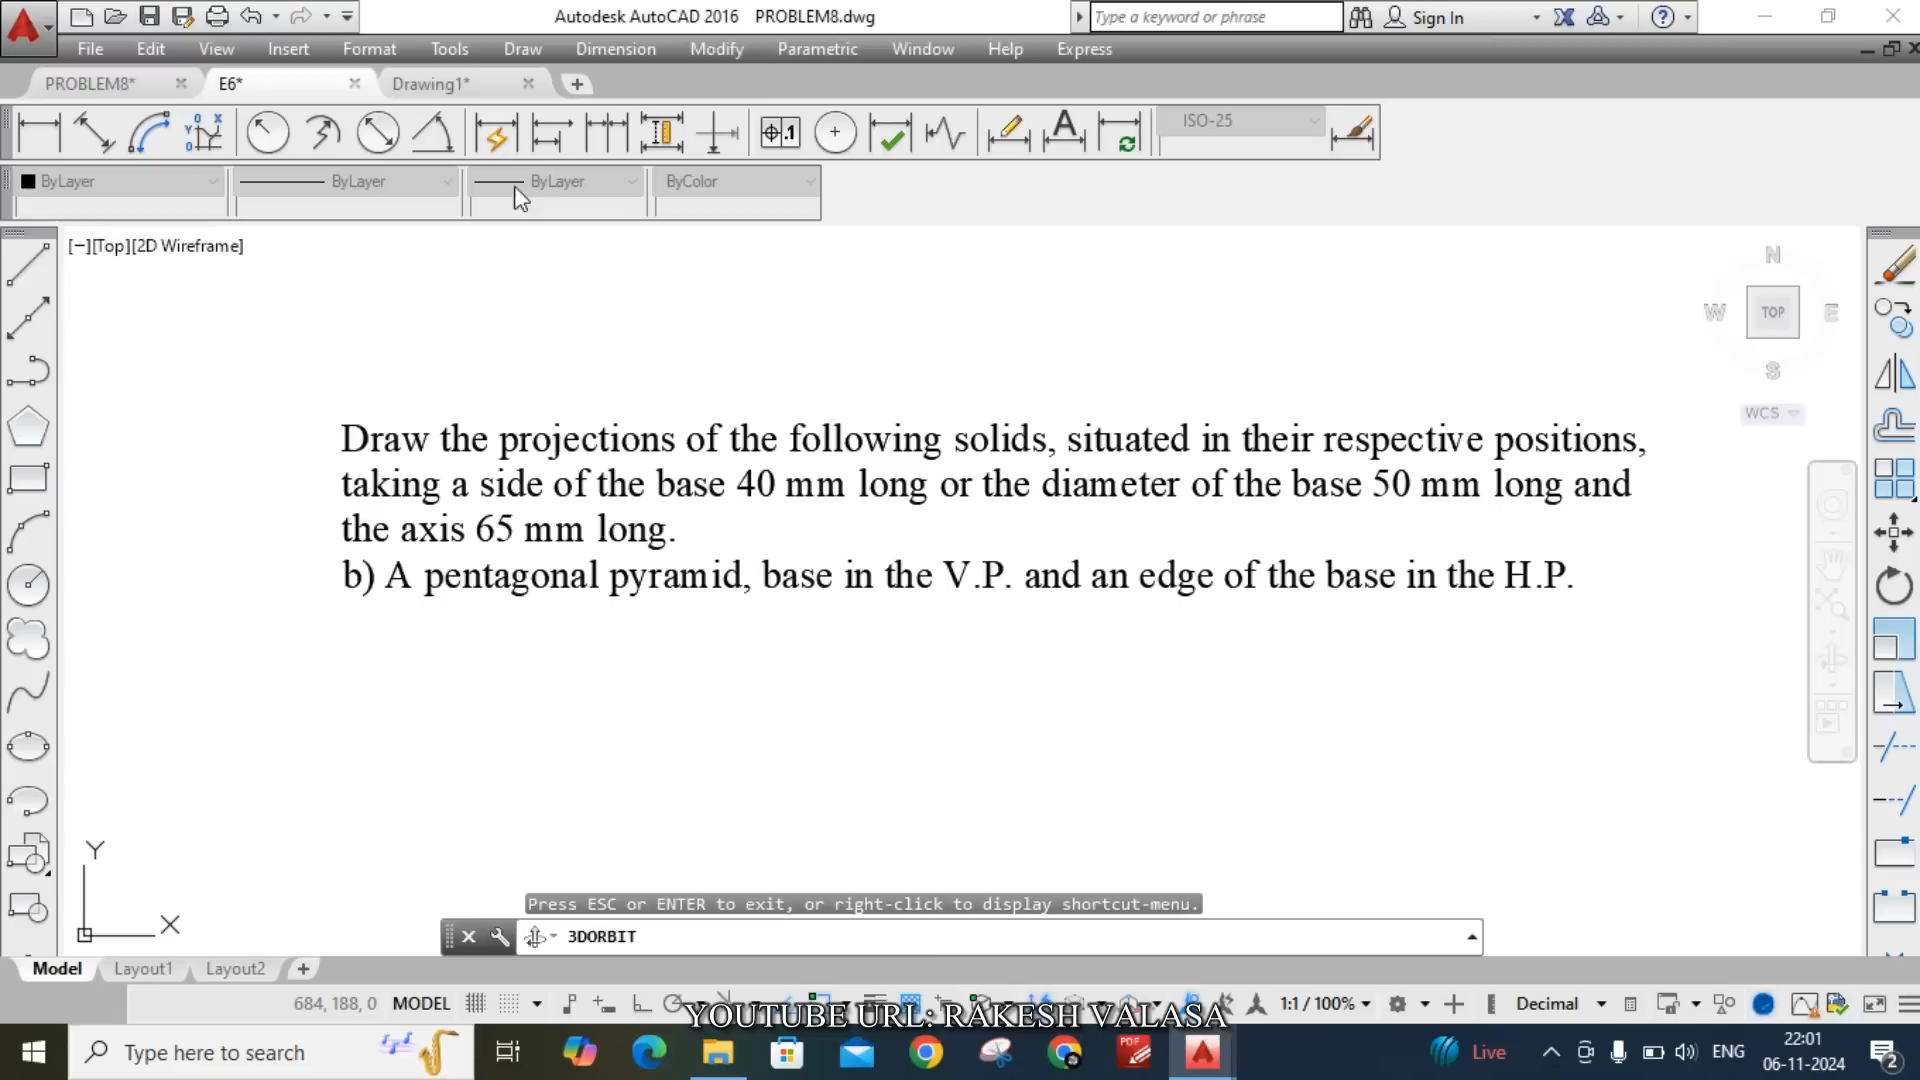 Autodesk AutoCAD 2016 PROBLEM8.dwg
Type a keyword or phrase
Sign In
File Edit View Insert Format Tools Draw Dimension Modify Parametric Window Help Express
PROBLEM8* E6* Drawing1*
ISO-25
ByLayer ByLayer ByLayer ByColor
[−][Top][2D Wireframe]
N
W TOP E
S
WCS
Draw the projections of the following solids, situated in their respective positions,
taking a side of the base 40 mm long or the diameter of the base 50 mm long and
the axis 65 mm long.
b) A pentagonal pyramid, base in the V.P. and an edge of the base in the H.P.
Y
X
Press ESC or ENTER to exit, or right-click to display shortcut-menu.
3DORBIT
Model Layout1 Layout2
684, 188, 0 MODEL 1:1 / 100% Decimal
YOUTUBE URL: RAKESH VALASA
Type here to search
PDF
Live
ENG
22:01
06-11-2024
2